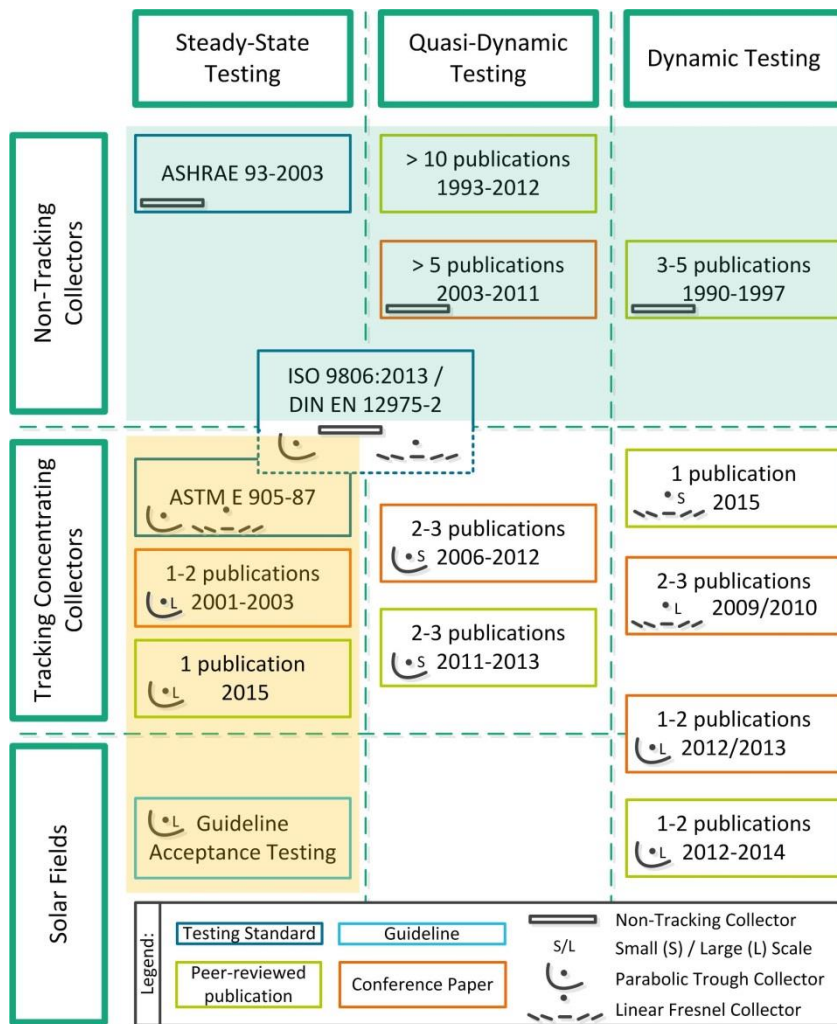 Steady-State
Testing
Quasi-Dynamic
Testing
Dynamic Testing
Non-Tracking
Collectors
ASHRAE 93-2003
> 10 publications
1993-2012
> 5 publications
2003-2011
3-5 publications
1990-1997
ISO 9806:2013 /
DIN EN 12975-2
Tracking Concentrating
Collectors
ASTM E 905-87
1-2 publications
L 2001-2003
1 publication
L 2015
2-3 publications
S 2006-2012
2-3 publications
S 2011-2013
1 publication
S 2015
2-3 publications
L 2009/2010
1-2 publications
L 2012/2013
Solar Fields
L Guideline
Acceptance Testing
1-2 publications
L 2012-2014
Legend:
Testing Standard
Guideline
Peer-reviewed
publication
Conference Paper
Non-Tracking Collector
S/L Small (S) / Large (L) Scale
Parabolic Trough Collector
Linear Fresnel Collector